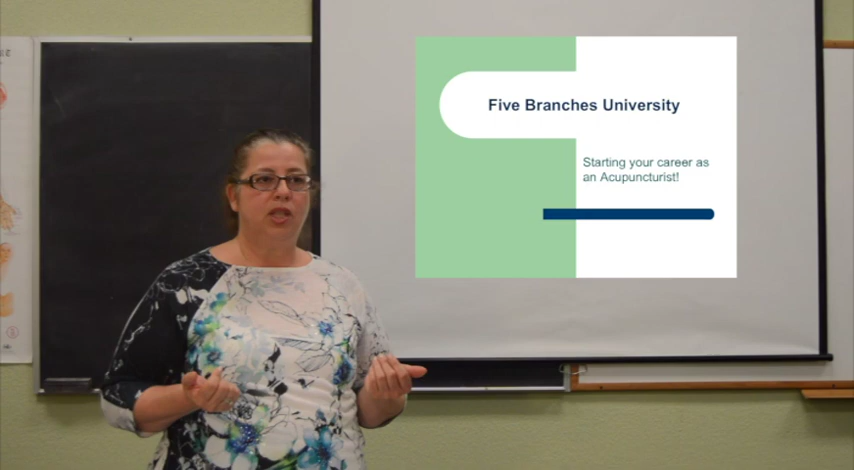 Five Branches University
Starting your career as
an Acupuncturist!